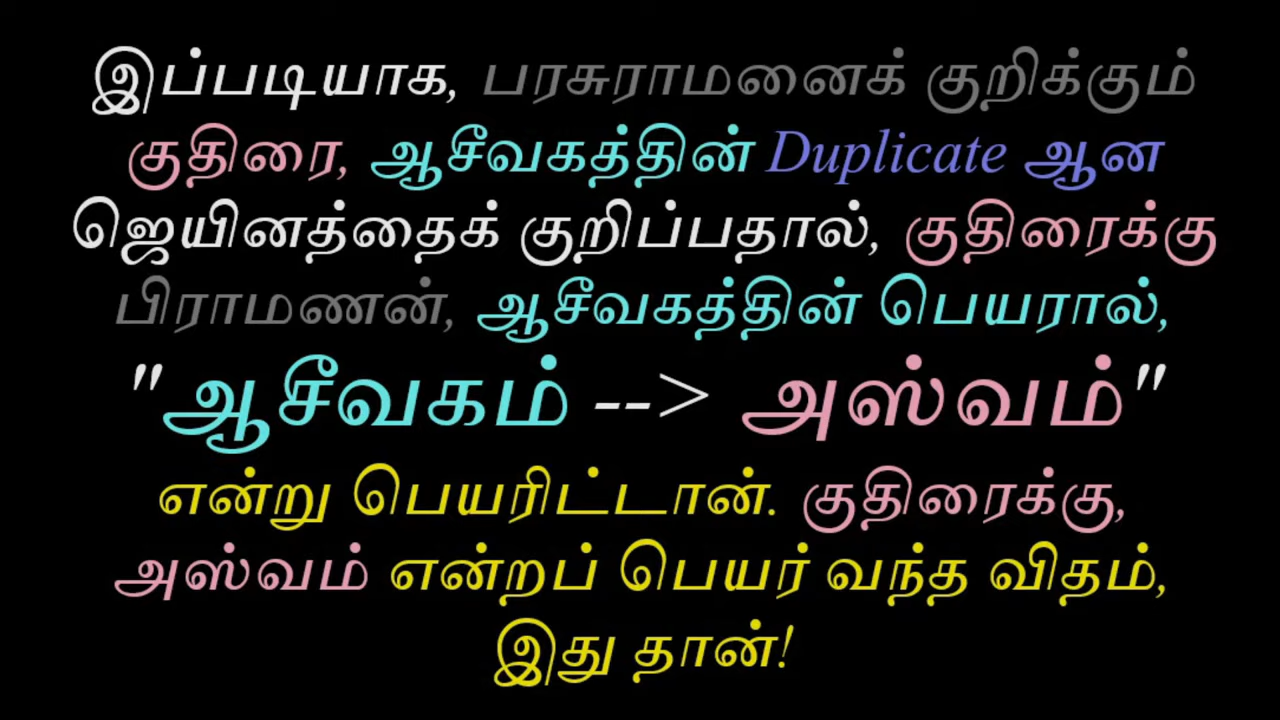 இப்படியாக, பரசுராமனைக் குறிக்கும்
குதிரை, ஆசீவகத்தின் Duplicate ஆன
ஜெயினத்தைக் குறிப்பதால், குதிரைக்கு
பிராமணன், ஆசீவகத்தின் பெயரால்,
"ஆசீவகம் --> அஸ்வம்"
என்று பெயரிட்டான். குதிரைக்கு,
அஸ்வம் என்றப் பெயர் வந்த விதம்,
இது தான்!